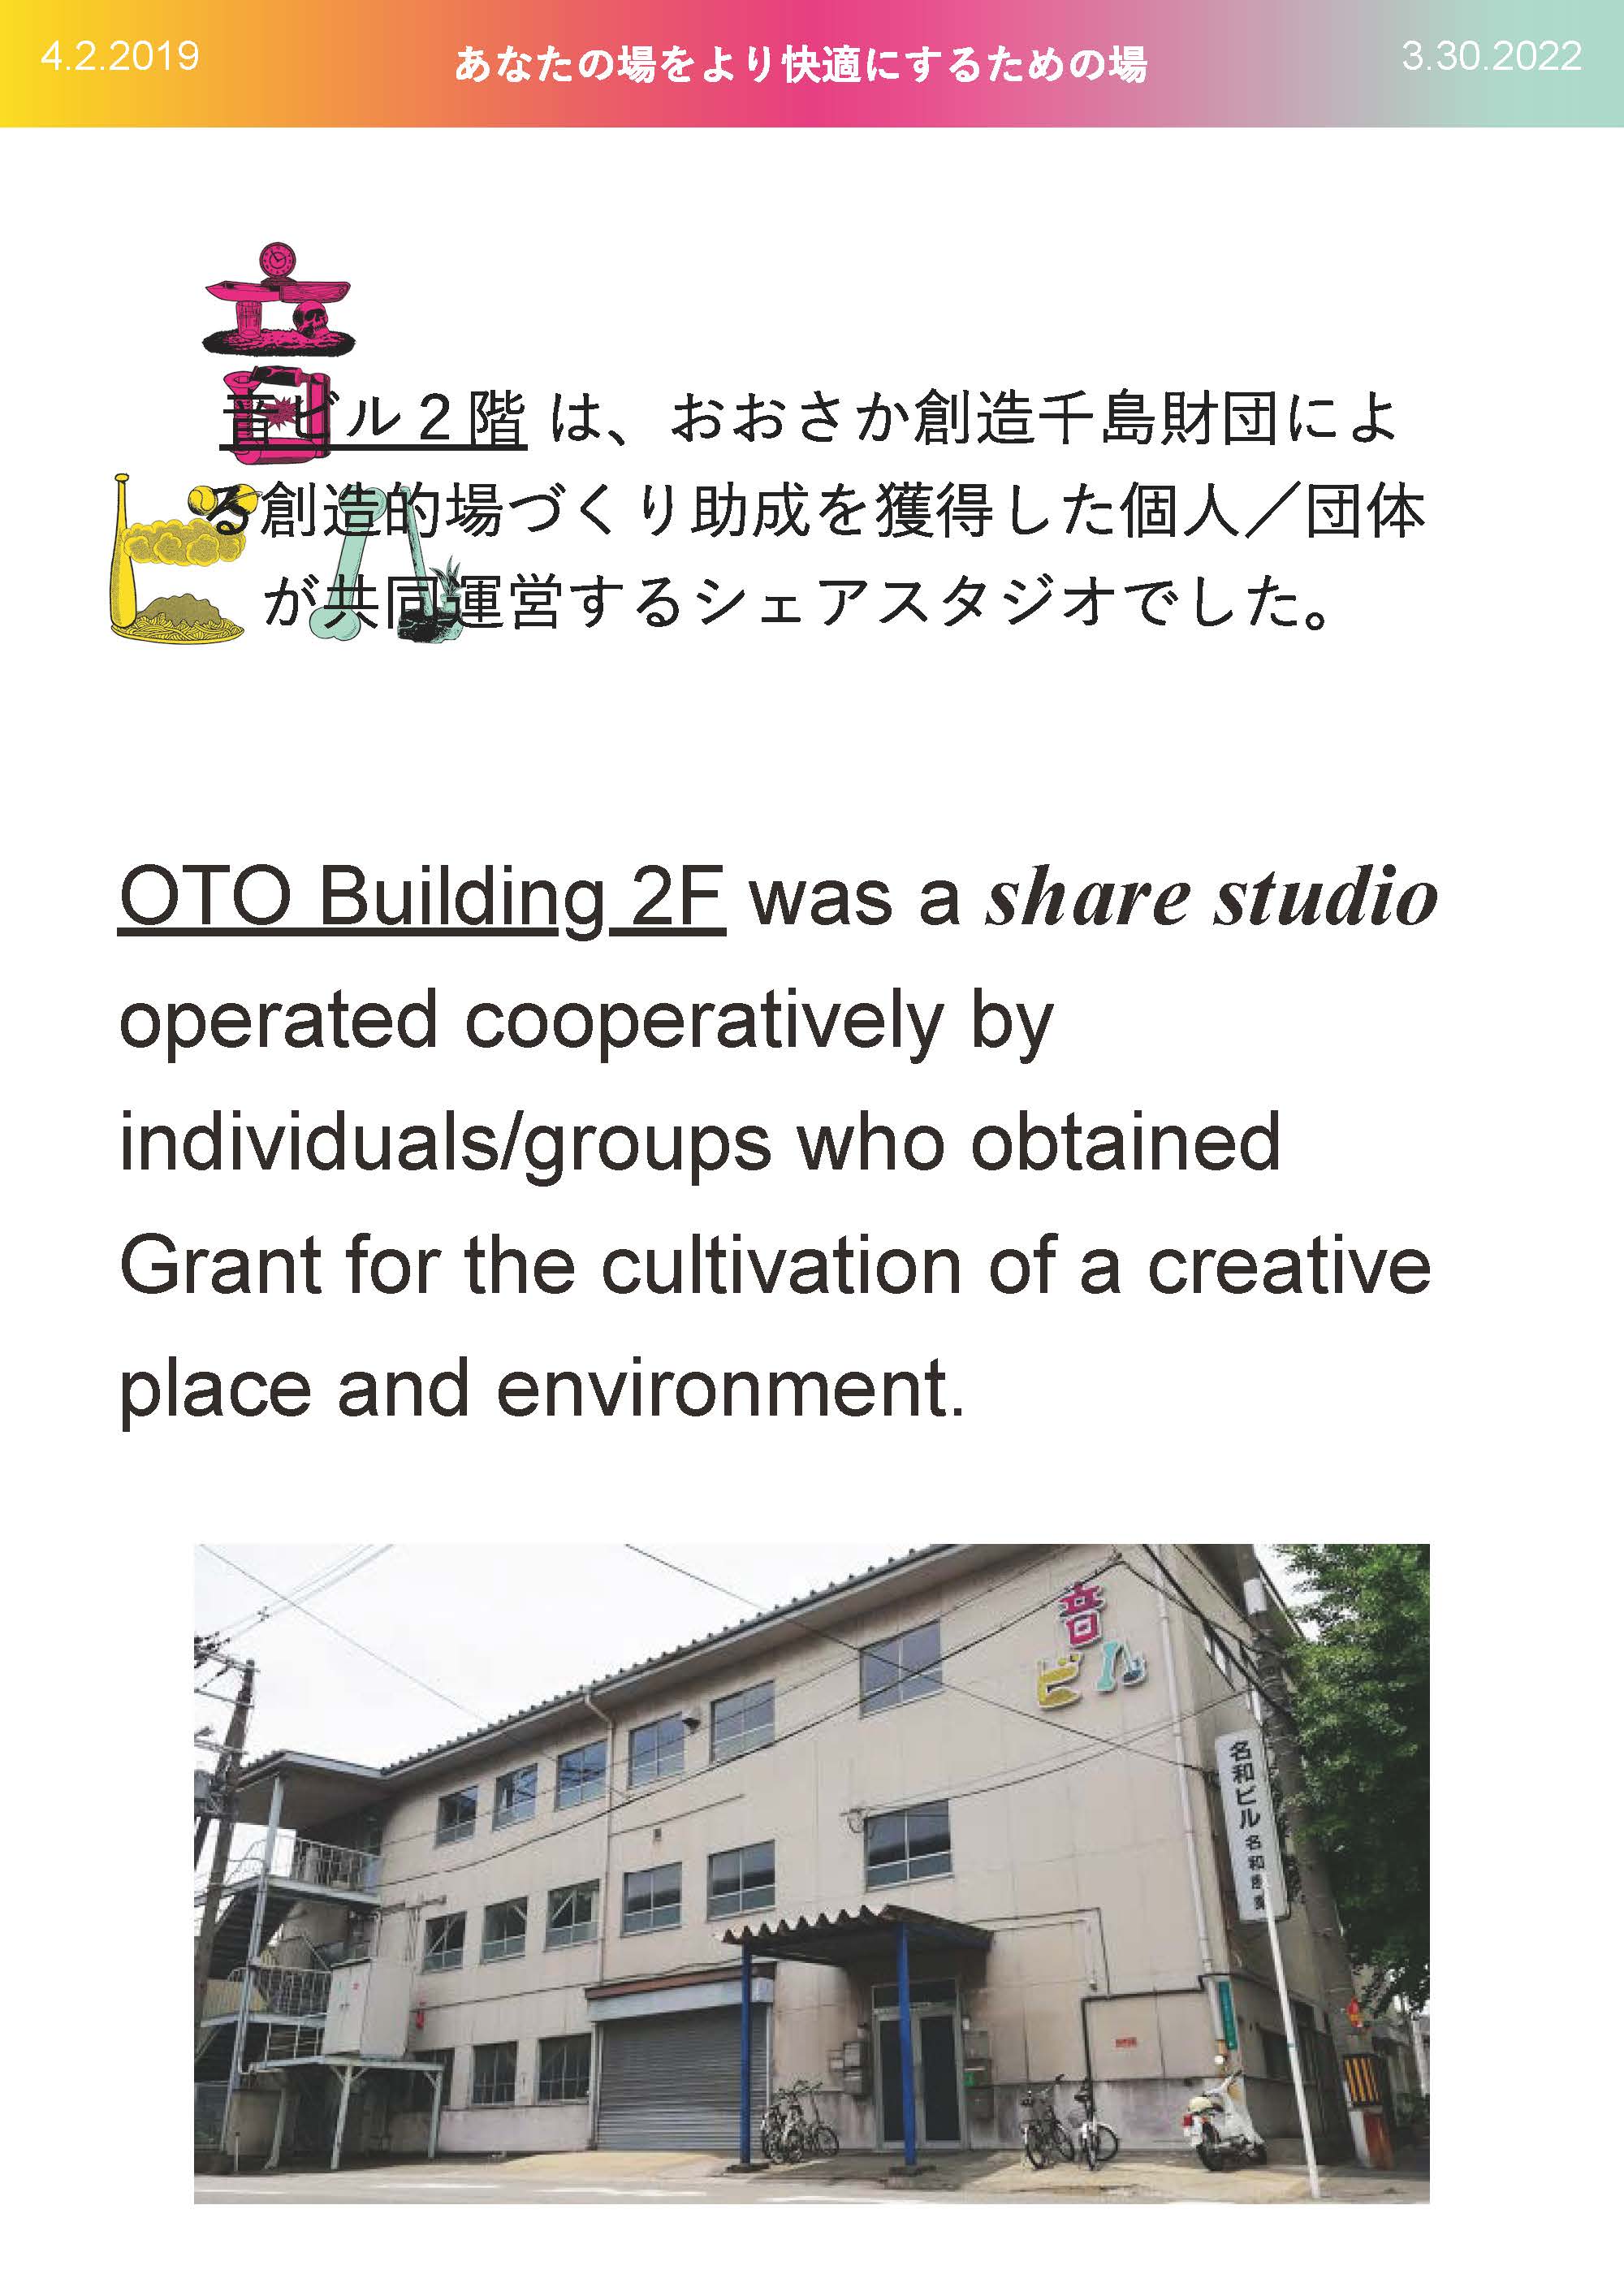 4.2.2019
あなたの場をより快適にするための場
3.30.2022
音ビル２階 は、おおさか創造千島財団によ
る創造的場づくり助成を獲得した個人／団体
が共同運営するシェアスタジオでした。
OTO Building 2F was a share studio
operated cooperatively by
individuals/groups who obtained
Grant for the cultivation of a creative
place and environment.
音
ビル
名和ビル 名和